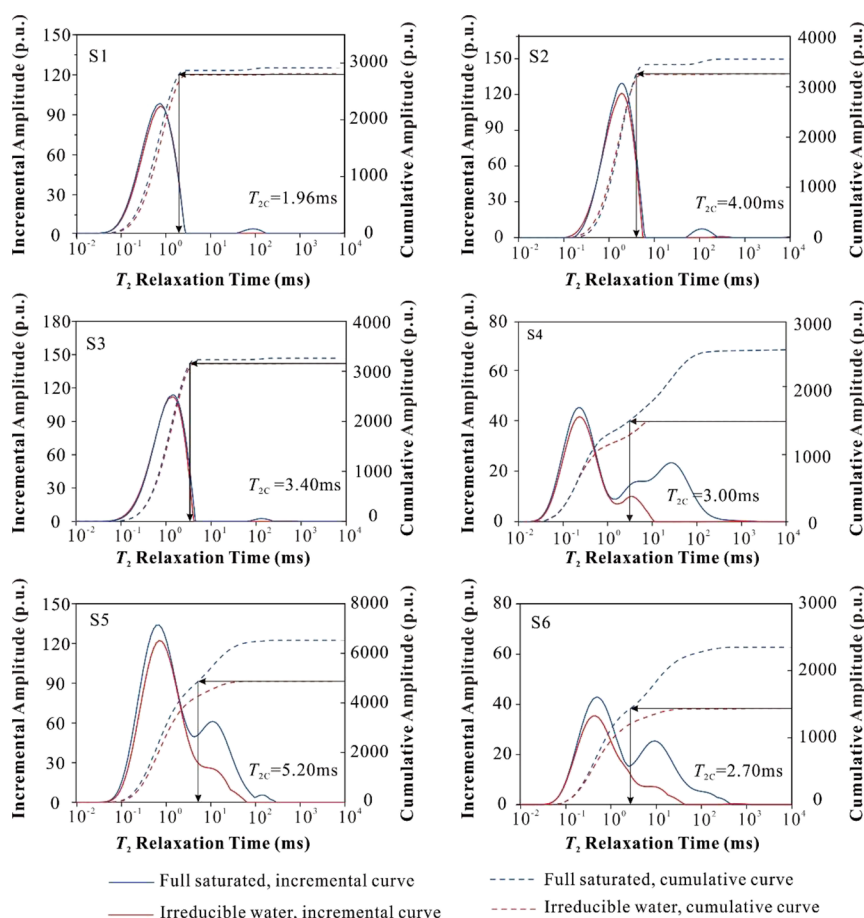 S1
Incremental Amplitude (p.u.)
150
120
90
60
30
0
3000
2000
1000
0
Cumulative Amplitude (p.u.)
T2C=1.96ms
10-2 10-1 100 101 102 103 104
T2 Relaxation Time (ms)
S2
Incremental Amplitude (p.u.)
150
120
90
60
30
0
4000
3000
2000
1000
0
Cumulative Amplitude (p.u.)
T2C=4.00ms
10-2 10-1 100 101 102 103 104
T2 Relaxation Time (ms)
S3
Incremental Amplitude (p.u.)
180
150
120
90
60
30
0
4000
3000
2000
1000
0
Cumulative Amplitude (p.u.)
T2C=3.40ms
10-2 10-1 100 101 102 103 104
T2 Relaxation Time (ms)
S4
Incremental Amplitude (p.u.)
80
60
40
20
0
3000
2000
1000
0
Cumulative Amplitude (p.u.)
T2C=3.00ms
10-2 10-1 100 101 102 103 104
T2 Relaxation Time (ms)
S5
Incremental Amplitude (p.u.)
150
120
90
60
30
0
8000
6000
4000
2000
0
Cumulative Amplitude (p.u.)
T2C=5.20ms
10-2 10-1 100 101 102 103 104
T2 Relaxation Time (ms)
S6
Incremental Amplitude (p.u.)
80
60
40
20
0
3000
2000
1000
0
Cumulative Amplitude (p.u.)
T2C=2.70ms
10-2 10-1 100 101 102 103 104
T2 Relaxation Time (ms)
Full saturated, incremental curve
Full saturated, cumulative curve
Irreducible water, incremental curve
Irreducible water, cumulative curve